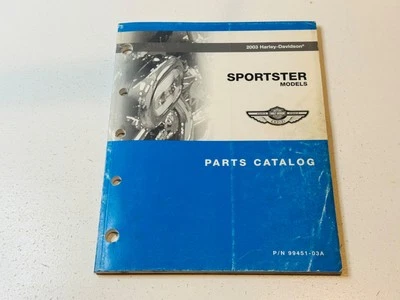 2003 Harley-Davidson®
SPORTSTER
MODELS
PARTS CATALOG
P/N 99451-03A